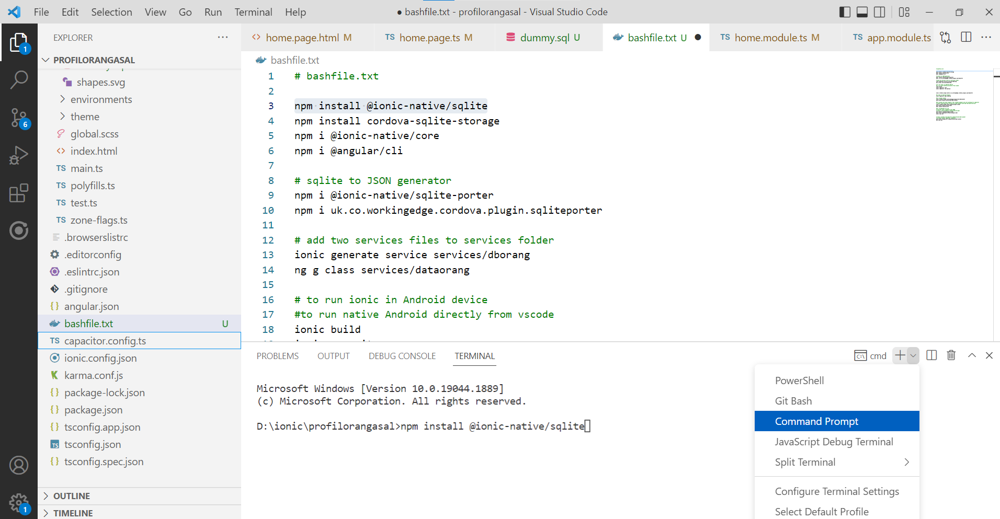 File Edit Selection View Go Run Terminal Help
● bashfile.txt - profilorangasal - Visual Studio Code
EXPLORER ...
home.page.html M
TS home.page.ts M
dummy.sql U
bashfile.txt U ●
TS home.module.ts M
TS app.module.ts
PROFILORANGASAL
shapes.svg
environments
theme
global.scss
<> index.html
TS main.ts
TS polyfills.ts
TS test.ts
TS zone-flags.ts
.browserslistrc
.editorconfig
.eslintrc.json
.gitignore
{} angular.json
bashfile.txt U
TS capacitor.config.ts
ionic.config.json
karma.conf.js
{} package-lock.json
{} package.json
{} tsconfig.app.json
TS tsconfig.json
{} tsconfig.spec.json
OUTLINE
TIMELINE
1
6
1
bashfile.txt
1 # bashfile.txt
2
3 npm install @ionic-native/sqlite
4 npm install cordova-sqlite-storage
5 npm i @ionic-native/core
6 npm i @angular/cli
7
8 # sqlite to JSON generator
9 npm i @ionic-native/sqlite-porter
10 npm i uk.co.workingedge.cordova.plugin.sqliteporter
11
12 # add two services files to services folder
13 ionic generate service services/dborang
14 ng g class services/dataorang
15
16 # to run ionic in Android device
17 #to run native Android directly from vscode
18 ionic build
PROBLEMS OUTPUT DEBUG CONSOLE TERMINAL
cmd
Microsoft Windows [Version 10.0.19044.1889]
(c) Microsoft Corporation. All rights reserved.
D:\ionic\profilorangasal>npm install @ionic-native/sqlite
PowerShell
Git Bash
Command Prompt
JavaScript Debug Terminal
Split Terminal
Configure Terminal Settings
Select Default Profile